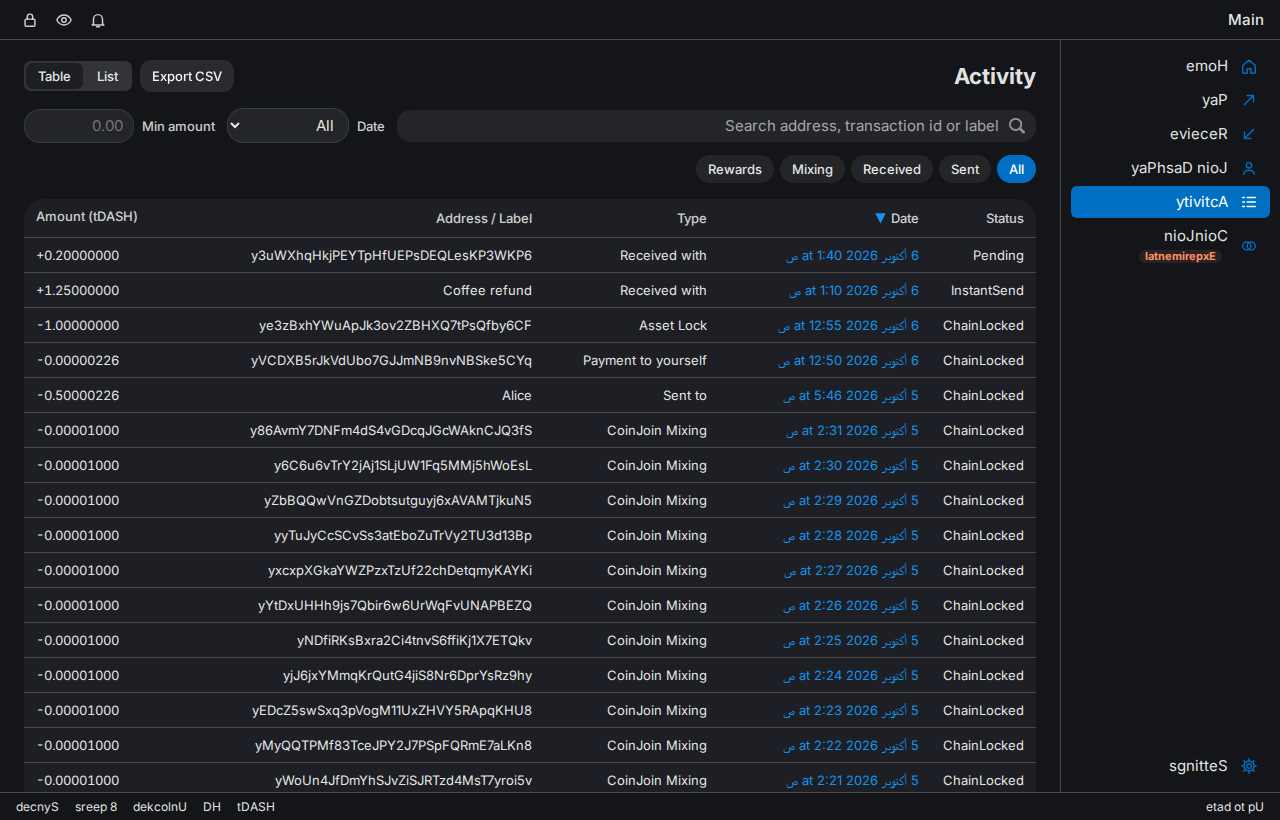 Main
emoH
yaP
evieceR
yaPhsaD nioJ
ytivitcA
nioJnioC
latnemirepxE
sgnitteS
Activity
Export CSV
Table List
Search address, transaction id or label
Date All Min amount 0.00
All Sent Received Mixing Rewards
Status Date ▼ Type Address / Label Amount (tDASH)
Pending 6 أكتوبر 2026 at 1:40 ص Received with y3uWXhqHkjPEYTpHfUEPsDEQLesKP3WKP6 +0.20000000
InstantSend 6 أكتوبر 2026 at 1:10 ص Received with Coffee refund +1.25000000
ChainLocked 6 أكتوبر 2026 at 12:55 ص Asset Lock ye3zBxhYWuApJk3ov2ZBHXQ7tPsQfby6CF -1.00000000
ChainLocked 6 أكتوبر 2026 at 12:50 ص Payment to yourself yVCDXB5rJkVdUbo7GJJmNB9nvNBSke5CYq -0.00000226
ChainLocked 5 أكتوبر 2026 at 5:46 ص Sent to Alice -0.50000226
ChainLocked 5 أكتوبر 2026 at 2:31 ص CoinJoin Mixing y86AvmY7DNFm4dS4vGDcqJGcWAknCJQ3fS -0.00001000
ChainLocked 5 أكتوبر 2026 at 2:30 ص CoinJoin Mixing y6C6u6vTrY2jAj1SLjUW1Fq5MMj5hWoEsL -0.00001000
ChainLocked 5 أكتوبر 2026 at 2:29 ص CoinJoin Mixing yZbBQQwVnGZDobtsutguyj6xAVAMTjkuN5 -0.00001000
ChainLocked 5 أكتوبر 2026 at 2:28 ص CoinJoin Mixing yyTuJyCcSCvSs3atEboZuTrVy2TU3d13Bp -0.00001000
ChainLocked 5 أكتوبر 2026 at 2:27 ص CoinJoin Mixing yxcxpXGkaYWZPzxTzUf22chDetqmyKAYKi -0.00001000
ChainLocked 5 أكتوبر 2026 at 2:26 ص CoinJoin Mixing yYtDxUHHh9js7Qbir6w6UrWqFvUNAPBEZQ -0.00001000
ChainLocked 5 أكتوبر 2026 at 2:25 ص CoinJoin Mixing yNDfiRKsBxra2Ci4tnvS6ffiKj1X7ETQkv -0.00001000
ChainLocked 5 أكتوبر 2026 at 2:24 ص CoinJoin Mixing yjJ6jxYMmqKrQutG4jiS8Nr6DprYsRz9hy -0.00001000
ChainLocked 5 أكتوبر 2026 at 2:23 ص CoinJoin Mixing yEDcZ5swSxq3pVogM11UxZHVY5RApqKHU8 -0.00001000
ChainLocked 5 أكتوبر 2026 at 2:22 ص CoinJoin Mixing yMyQQTPMf83TceJPY2J7PSpFQRmE7aLKn8 -0.00001000
ChainLocked 5 أكتوبر 2026 at 2:21 ص CoinJoin Mixing yWoUn4JfDmYhSJvZiSJRTzd4MsT7yroi5v -0.00001000
etad ot pU tDASH DH dekcolnU sreep 8 decnyS